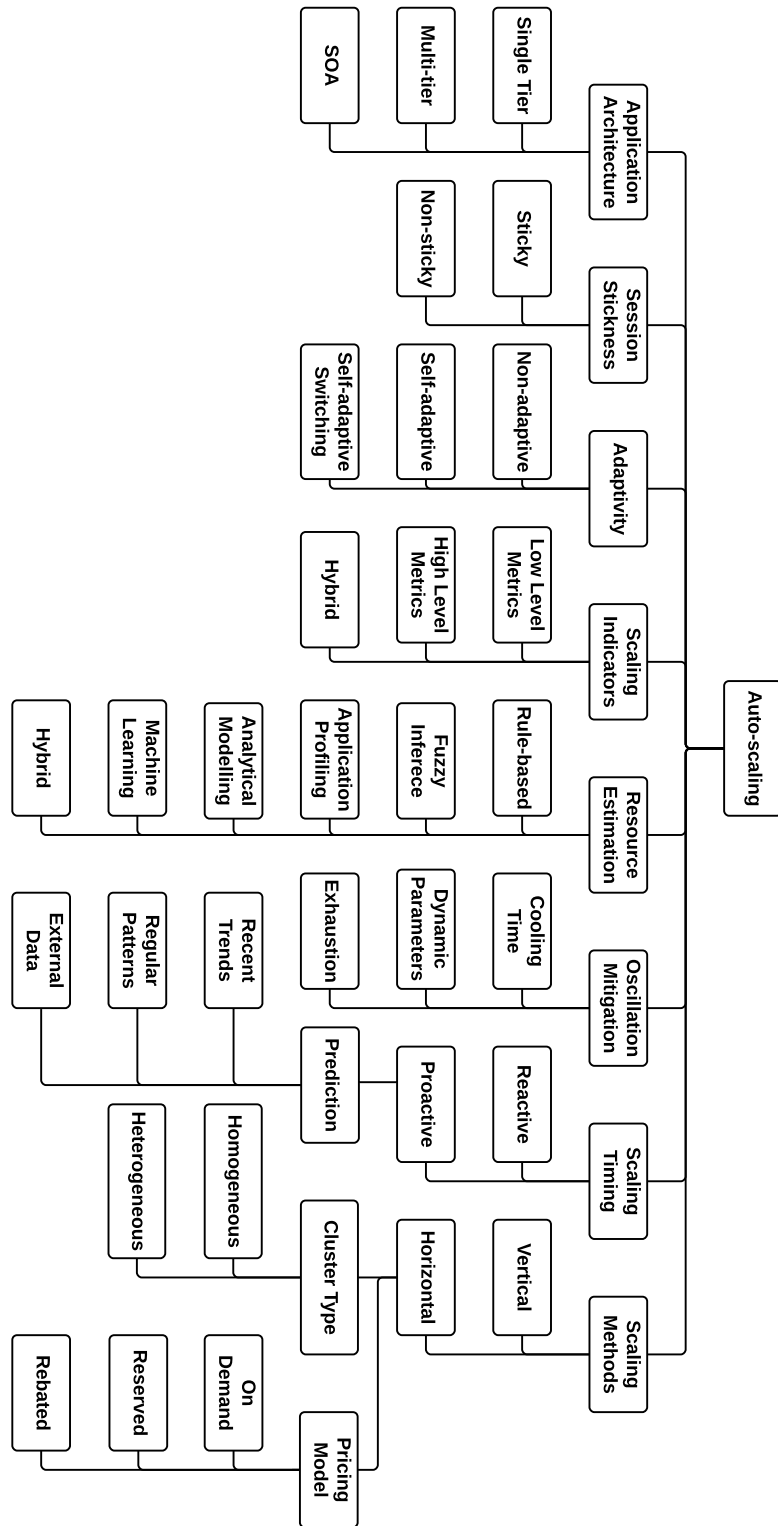 Auto-scaling
Application
Architecture
Single Tier
Multi-tier
SOA
Session
Stickness
Sticky
Non-sticky
Adaptivity
Non-adaptive
Self-adaptive
Self-adaptive
Switching
Scaling
Indicators
Low Level
Metrics
High Level
Metrics
Hybrid
Resource
Estimation
Rule-based
Fuzzy
Inferece
Application
Profiling
Analytical
Modelling
Machine
Learning
Hybrid
Oscillation
Mitigation
Cooling
Time
Dynamic
Parameters
Exhaustion
Scaling
Timing
Reactive
Proactive
Prediction
Recent
Trends
Regular
Patterns
External
Data
Scaling
Methods
Vertical
Horizontal
Cluster Type
Homogeneous
Heterogeneous
Pricing
Model
On
Demand
Reserved
Rebated